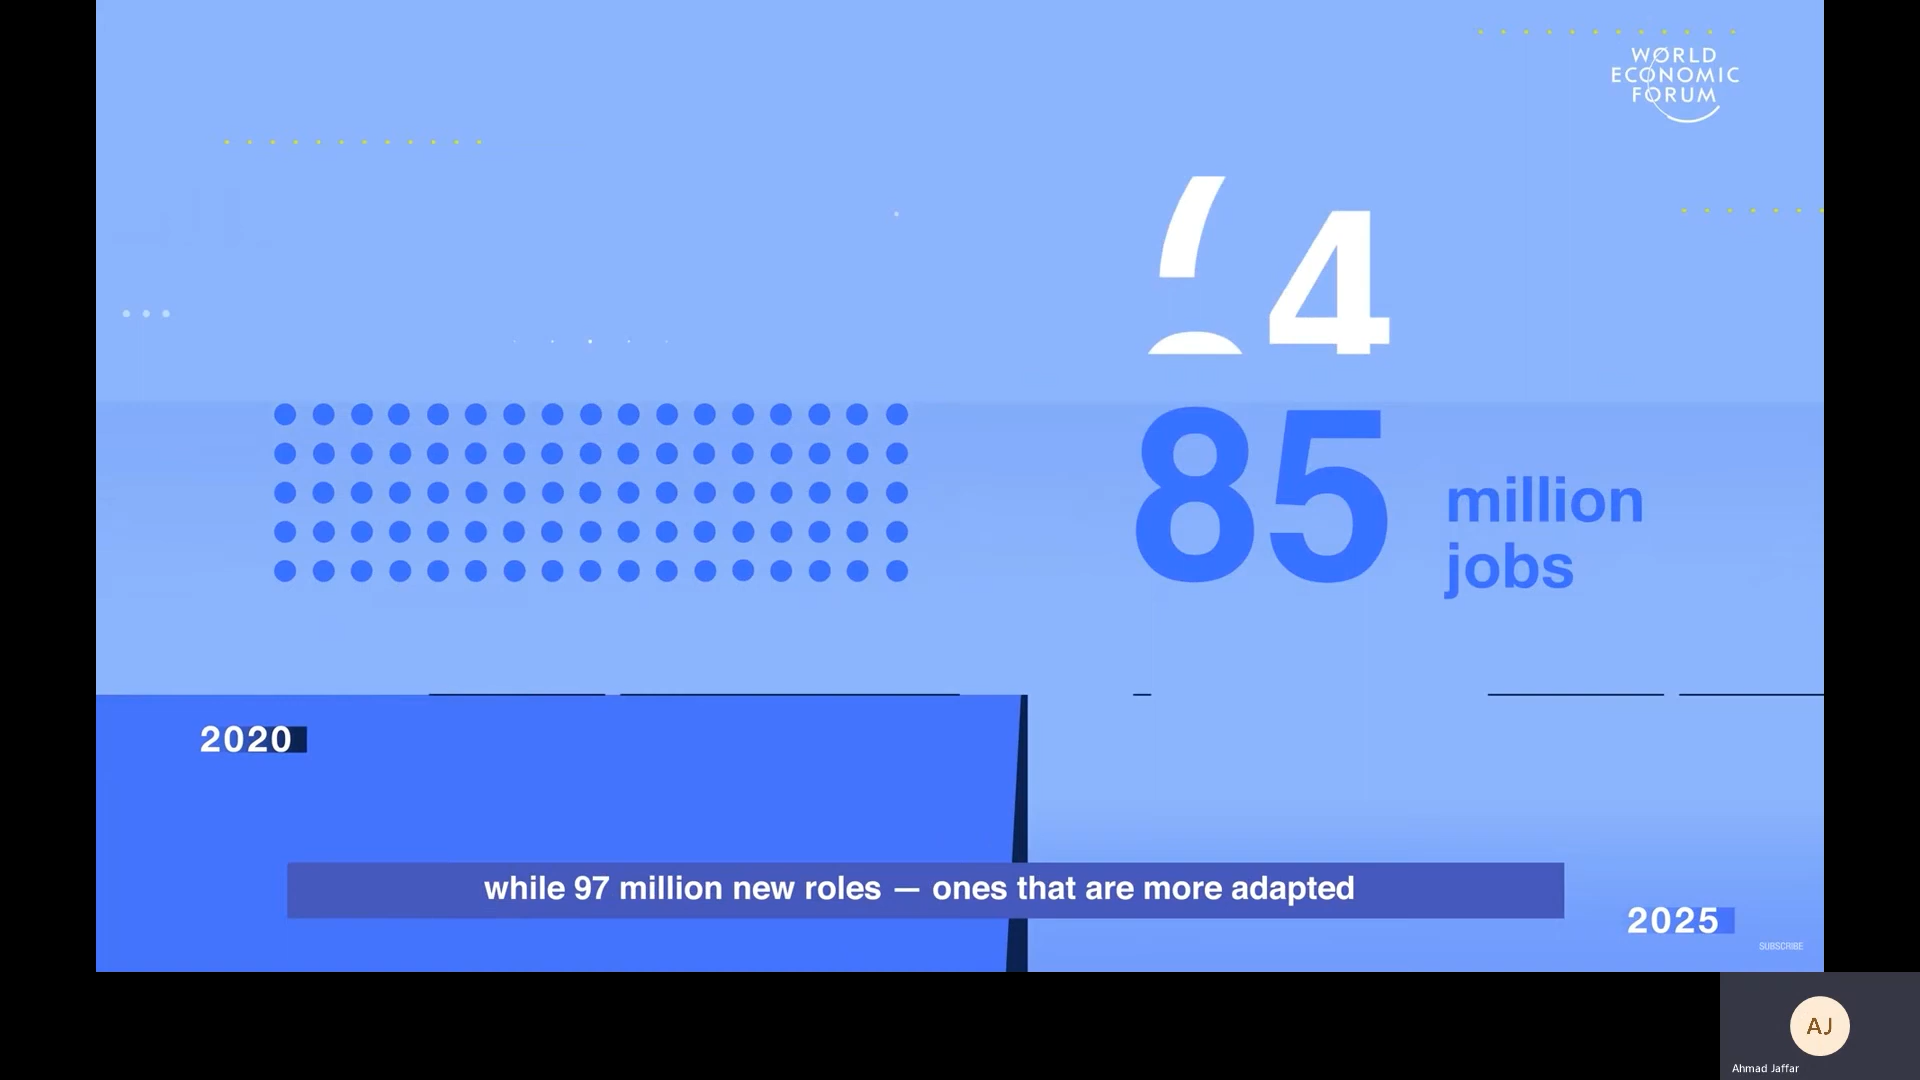 WORLD
ECONOMIC
FORUM
4
85
million
jobs
2020
while 97 million new roles — ones that are more adapted
2025
SUBSCRIBE
AJ
Ahmad Jaffar